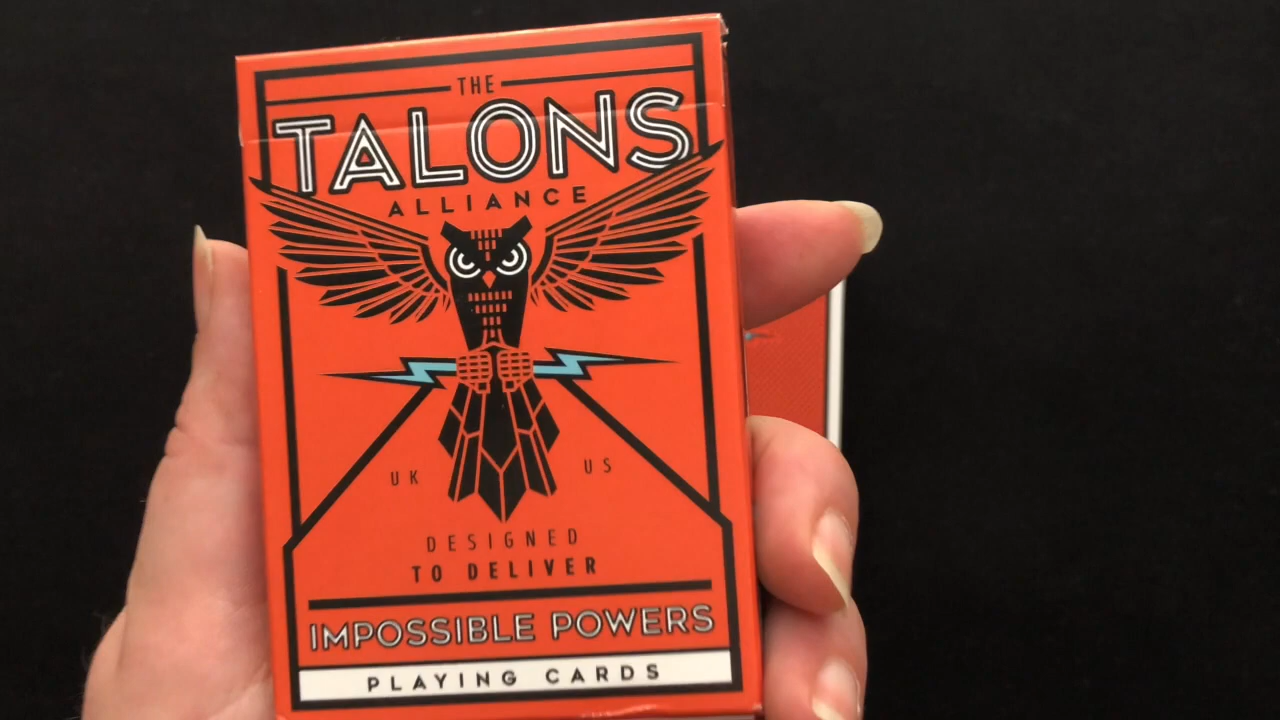 THE
TALONS
ALLIANCE
UK US
DESIGNED
TO DELIVER
IMPOSSIBLE POWERS
PLAYING CARDS